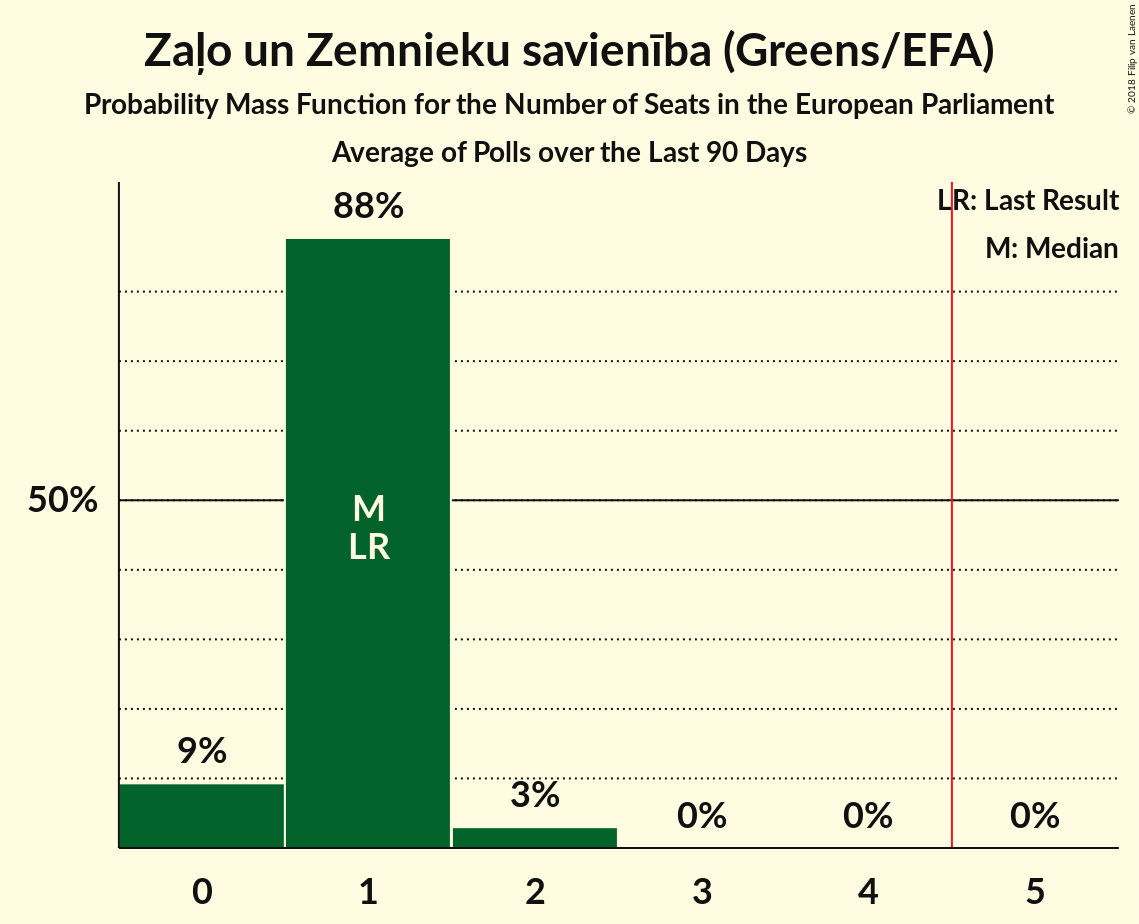 Zaļo un Zemnieku savienība (Greens/EFA)
Probability Mass Function for the Number of Seats in the European Parliament
Average of Polls over the Last 90 Days
© 2018 Filip van Laenen
LR: Last Result
M: Median
88%
50%
M
LR
9%
3%
0%
0%
0%
0
1
2
3
4
5